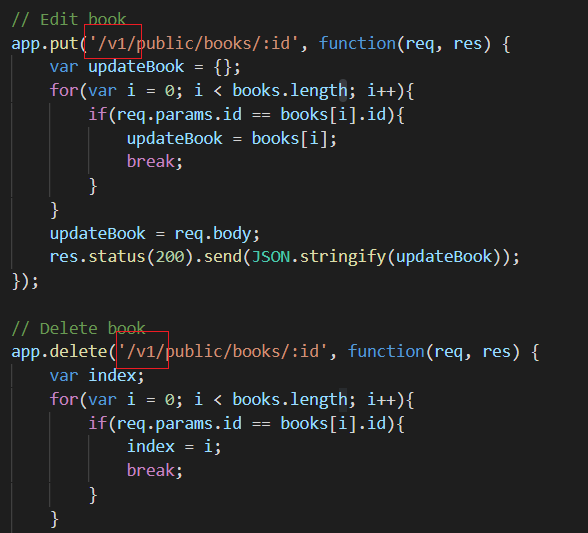 // Edit book
app.put('/v1/public/books/:id', function(req, res) {
var updateBook = {};
for(var i = 0; i < books.length; i++){
if(req.params.id == books[i].id){
updateBook = books[i];
break;
}
}
updateBook = req.body;
res.status(200).send(JSON.stringify(updateBook));
});
// Delete book
app.delete('/v1/public/books/:id', function(req, res) {
var index;
for(var i = 0; i < books.length; i++){
if(req.params.id == books[i].id){
index = i;
break;
}
}